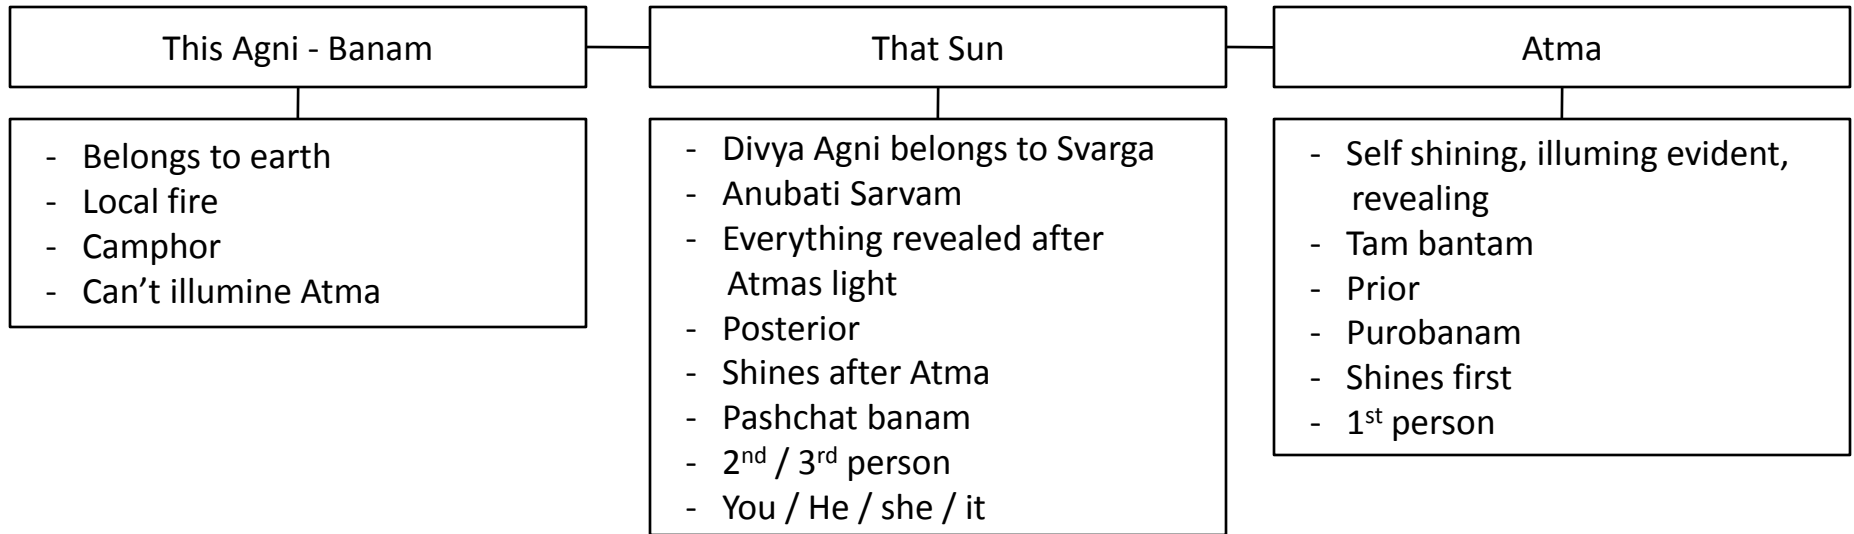 This Agni - Banam
That Sun
Atma
- Belongs to earth
- Local fire
- Camphor
- Can’t illumine Atma
- Divya Agni belongs to Svarga
- Anubati Sarvam
- Everything revealed after
Atmas light
- Posterior
- Shines after Atma
- Pashchat banam
- 2nd / 3rd person
- You / He / she / it
- Self shining, illuming evident,
revealing
- Tam bantam
- Prior
- Purobanam
- Shines first
- 1st person